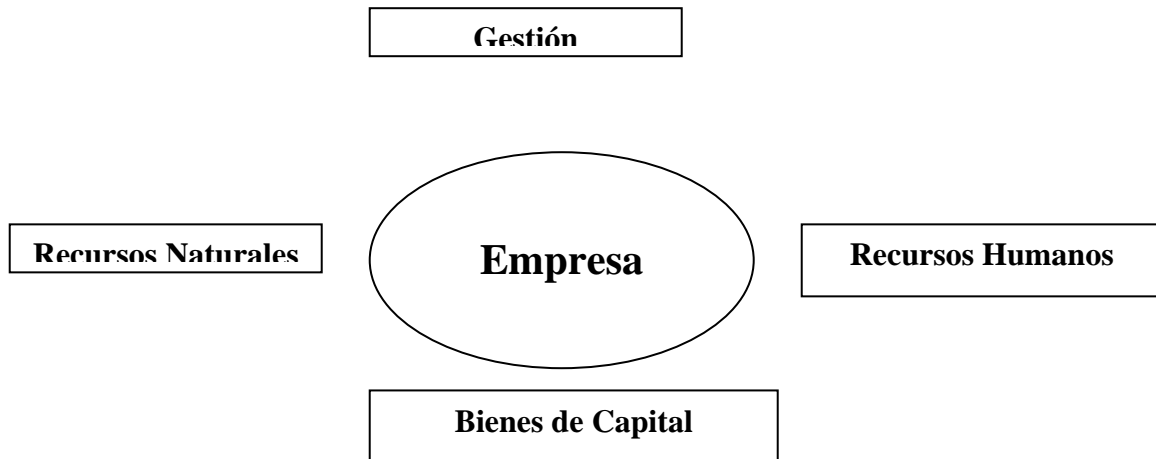 Gestión
Recursos Naturales
Empresa
Recursos Humanos
Bienes de Capital